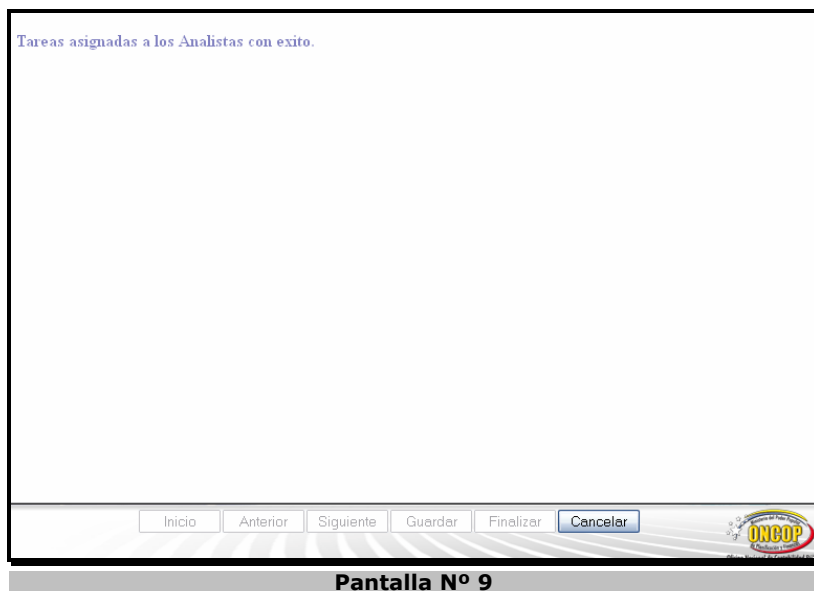 Tareas asignadas a los Analistas con exito.
Inicio Anterior Siguiente Guardar Finalizar Cancelar
ONCOP
Pantalla Nº 9